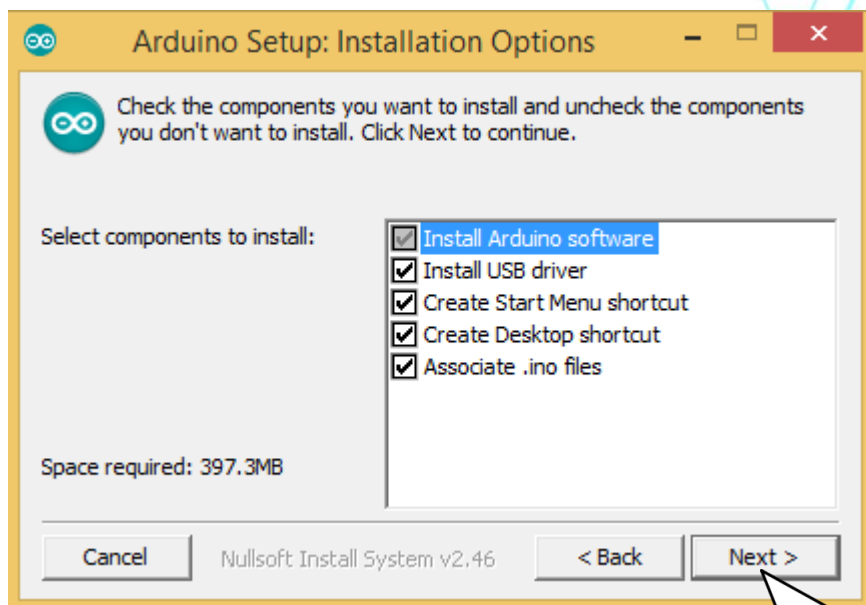 Arduino Setup: Installation Options
Check the components you want to install and uncheck the components
you don't want to install. Click Next to continue.
Select components to install:
Install Arduino software
Install USB driver
Create Start Menu shortcut
Create Desktop shortcut
Associate .ino files
Space required: 397.3MB
Cancel
Nullsoft Install System v2.46
< Back
Next >